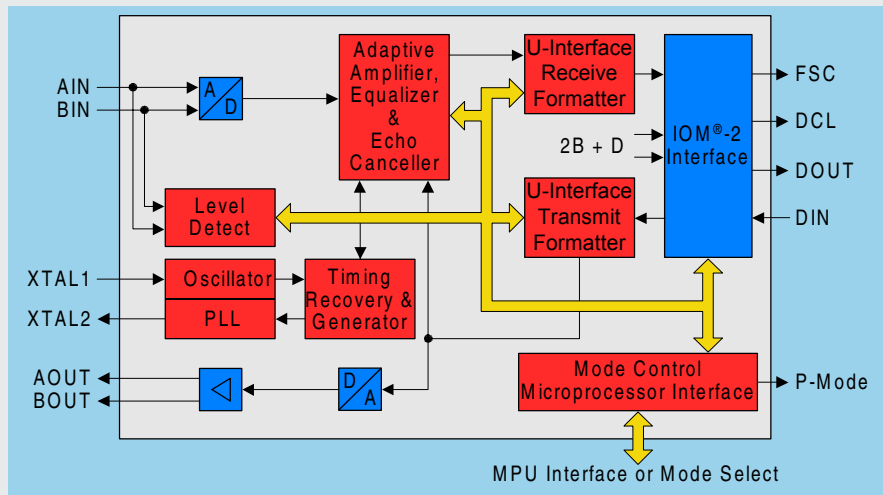 AIN
BIN
A
D
Adaptive
Amplifier,
Equalizer
&
Echo
Canceller
U-Interface
Receive
Formatter
2B + D
IOM®-2
Interface
FSC
DCL
DOUT
DIN
Level
Detect
U-Interface
Transmit
Formatter
XTAL1
XTAL2
Oscillator
PLL
Timing
Recovery &
Generator
AOUT
BOUT
D
A
Mode Control
Microprocessor Interface
P-Mode
MPU Interface or Mode Select